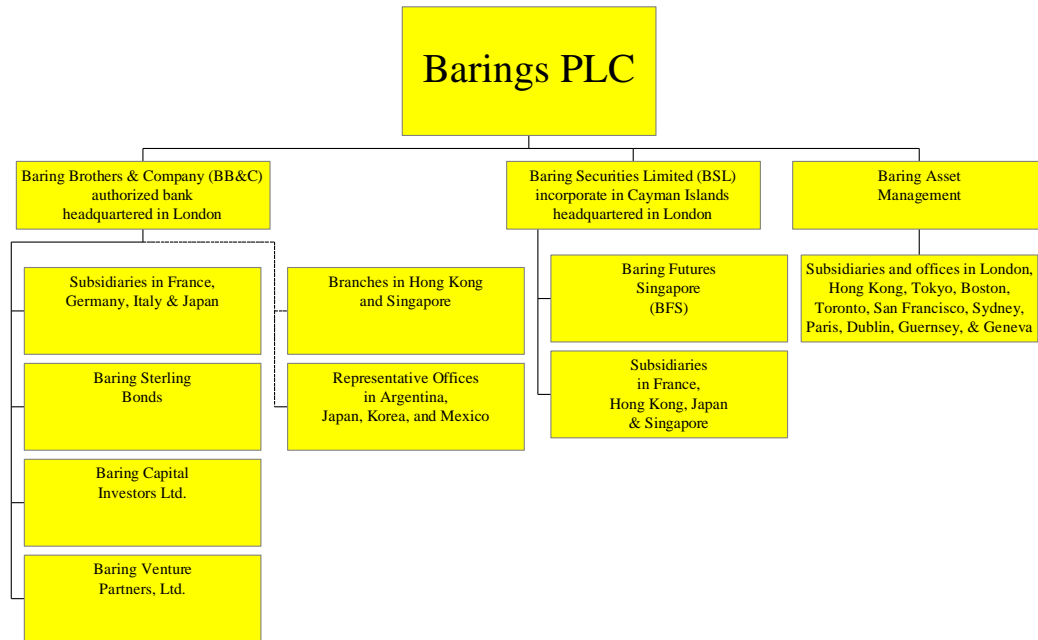 Barings PLC
Baring Brothers & Company (BB&C)
authorized bank
headquartered in London
Baring Securities Limited (BSL)
incorporate in Cayman Islands
headquartered in London
Baring Asset
Management
Subsidiaries in France,
Germany, Italy & Japan
Branches in Hong Kong
and Singapore
Baring Futures
Singapore
(BFS)
Subsidiaries and offices in London,
Hong Kong, Tokyo, Boston,
Toronto, San Francisco, Sydney,
Paris, Dublin, Guernsey, & Geneva
Baring Sterling
Bonds
Representative Offices
in Argentina,
Japan, Korea, and Mexico
Subsidiaries
in France,
Hong Kong, Japan
& Singapore
Baring Capital
Investors Ltd.
Baring Venture
Partners, Ltd.